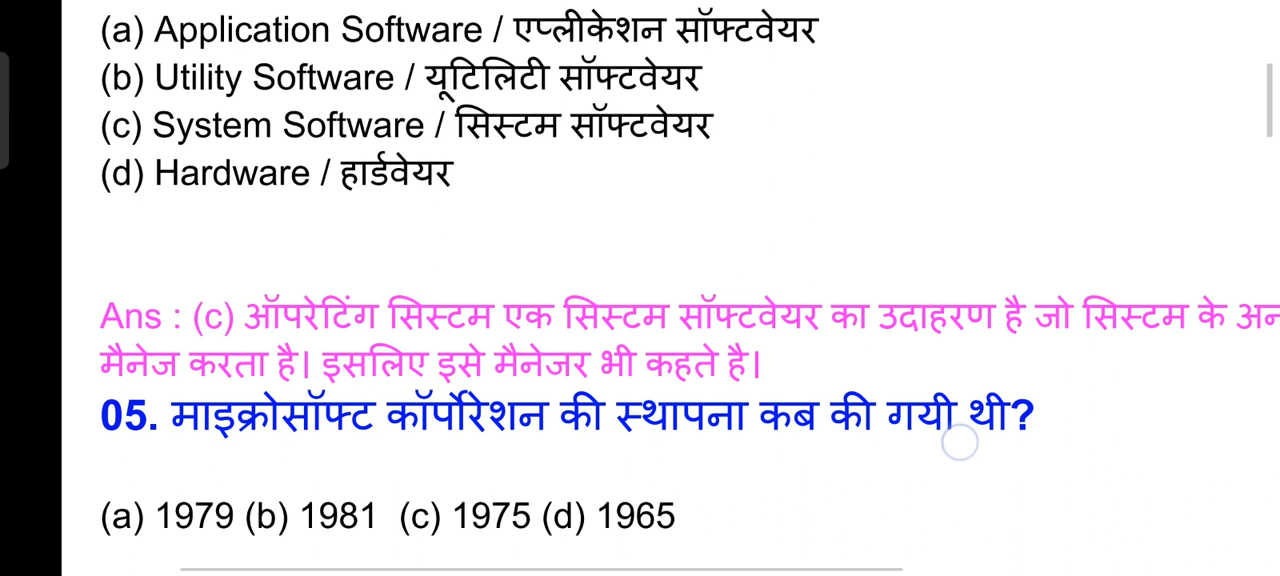 (a) Application Software / एप्लीकेशन सॉफ्टवेयर
(b) Utility Software / यूटिलिटी सॉफ्टवेयर
(c) System Software / सिस्टम सॉफ्टवेयर
(d) Hardware / हार्डवेयर
Ans : (c) ऑपरेटिंग सिस्टम एक सिस्टम सॉफ्टवेयर का उदाहरण है जो सिस्टम के
मैनेज करता है। इसलिए इसे मैनेजर भी कहते है।
05. माइक्रोसॉफ्ट कॉर्पोरेशन की स्थापना कब की गयी थी?
(a) 1979 (b) 1981 (c) 1975 (d) 1965